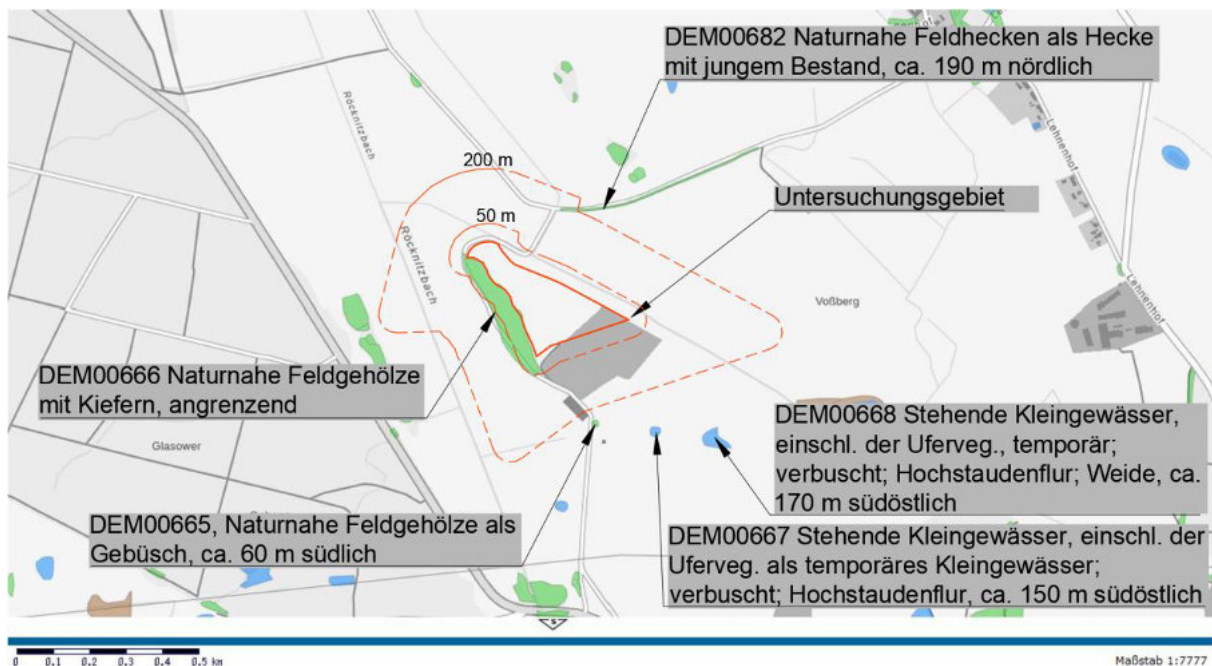 DEM00682 Naturnahe Feldhecken als Hecke
mit jungem Bestand, ca. 190 m nördlich
Lehnenhof
Röcknitzbach
200 m
Untersuchungsgebiet
50 m
Röcknitzbach
Lehnenhof
Voßberg
DEM00666 Naturnahe Feldgehölze
mit Kiefern, angrenzend
DEM00668 Stehende Kleingewässer,
einschl. der Uferveg., temporär;
verbuscht; Hochstaudenflur; Weide, ca.
170 m südöstlich
Glasower
DEM00665, Naturnahe Feldgehölze als
Gebüsch, ca. 60 m südlich
DEM00667 Stehende Kleingewässer, einschl. der
Uferveg. als temporäres Kleingewässer;
verbuscht; Hochstaudenflur, ca. 150 m südöstlich
S
0 0.1 0.2 0.3 0.4 0.5 km
Maßstab 1:7777